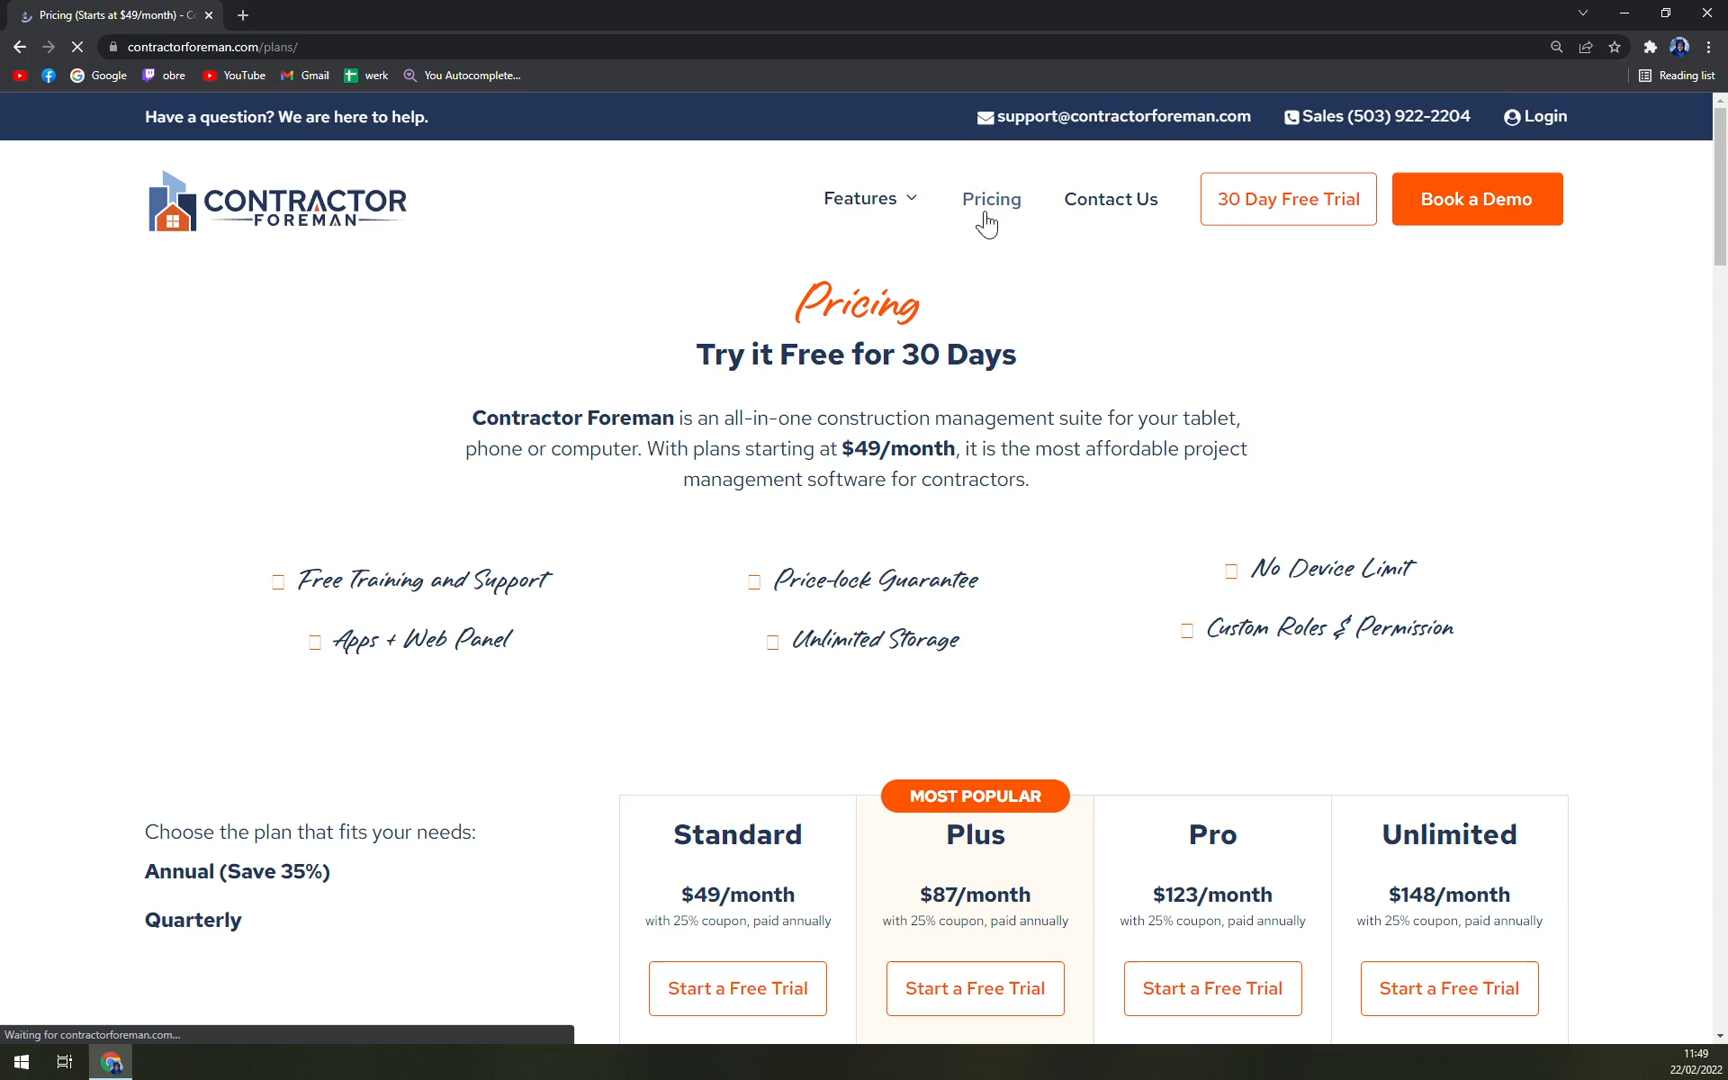 Pricing (Starts at $49/month) - Co
contractorforeman.com/plans/
Google
obre
YouTube
Gmail
werk
You Autocomplete...
Reading list
Have a question? We are here to help.
support@contractorforeman.com
Sales (503) 922-2204
Login
CONTRACTOR
FOREMAN
Features
Pricing
Contact Us
30 Day Free Trial
Book a Demo
Pricing
Try it Free for 30 Days
Contractor Foreman is an all-in-one construction management suite for your tablet,
phone or computer. With plans starting at $49/month, it is the most affordable project
management software for contractors.
Free Training and Support
Price-lock Guarantee
No Device Limit
Apps + Web Panel
Unlimited Storage
Custom Roles & Permission
Choose the plan that fits your needs:
Annual (Save 35%)
Quarterly
MOST POPULAR
Standard
$49/month
with 25% coupon, paid annually
Start a Free Trial
Plus
$87/month
with 25% coupon, paid annually
Start a Free Trial
Pro
$123/month
with 25% coupon, paid annually
Start a Free Trial
Unlimited
$148/month
with 25% coupon, paid annually
Start a Free Trial
Waiting for contractorforeman.com...
11:49
22/02/2022